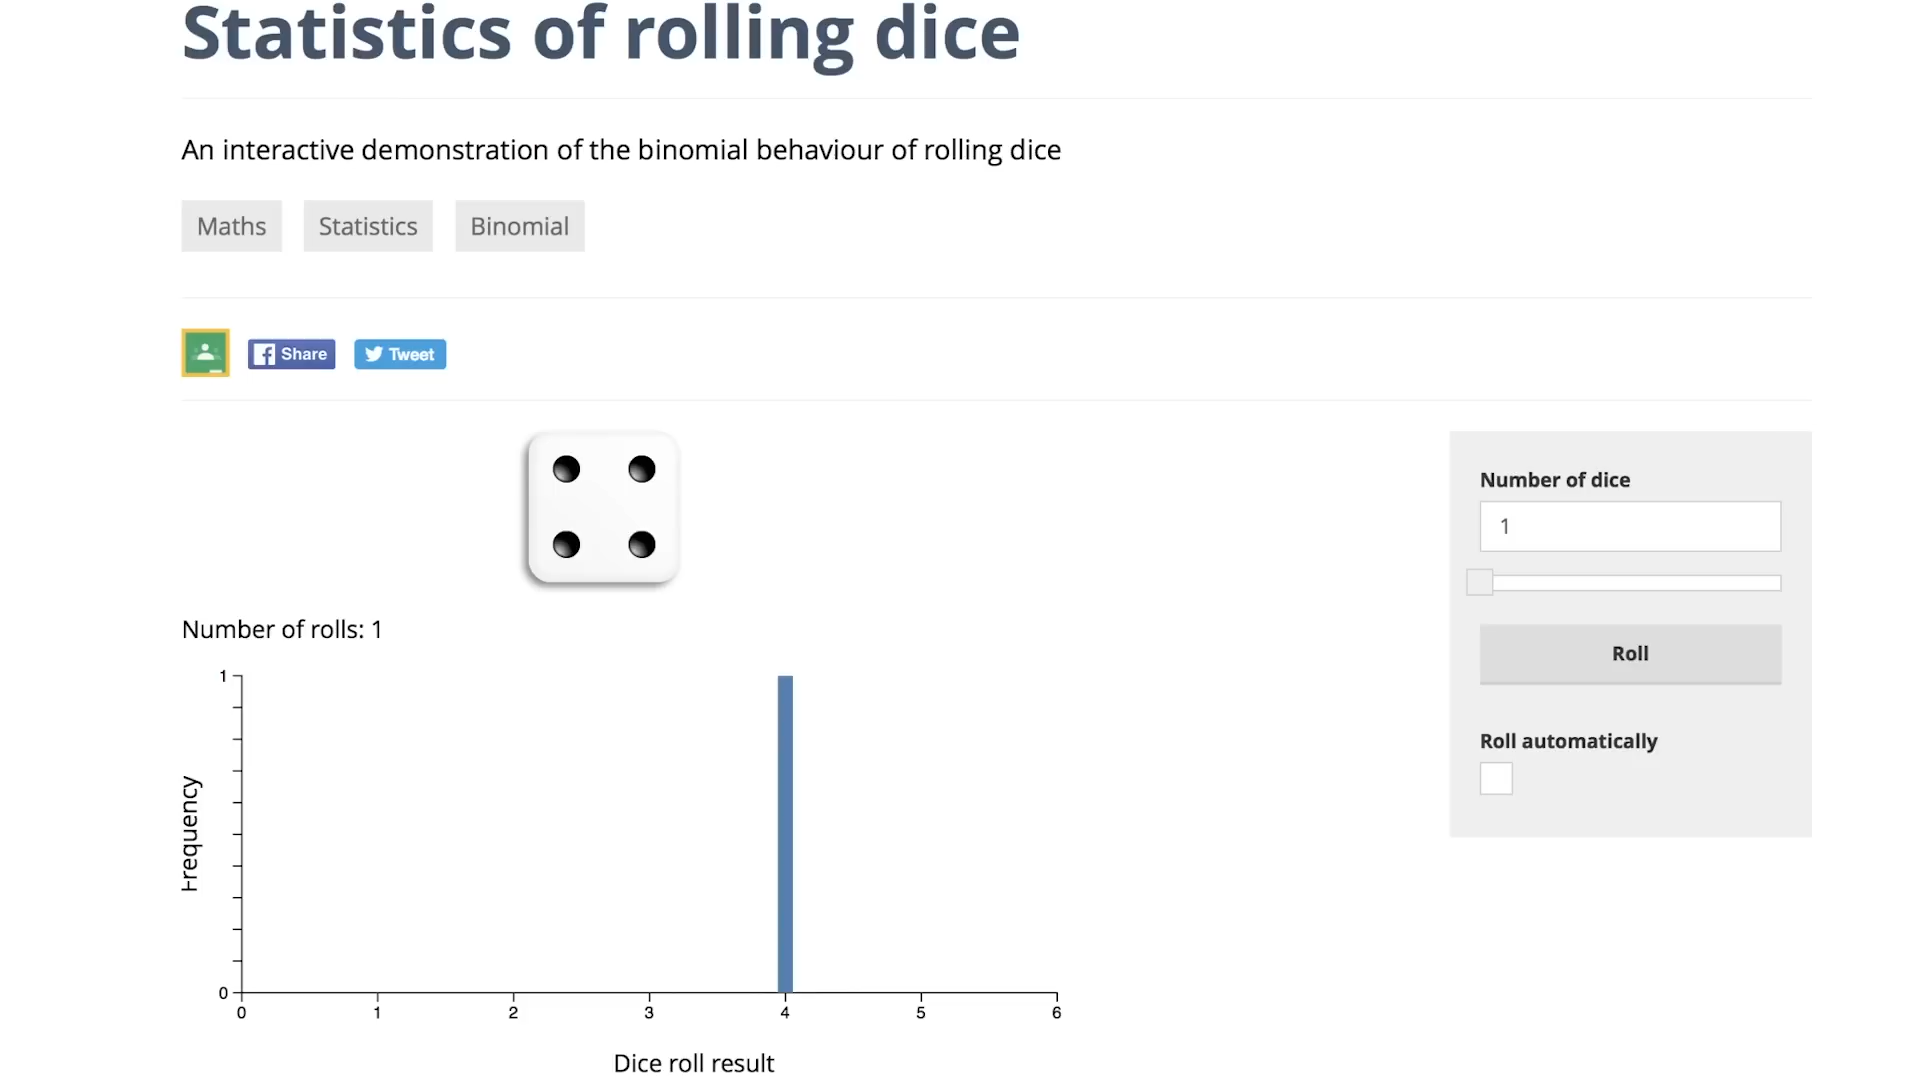 Statistics of rolling dice
An interactive demonstration of the binomial behaviour of rolling dice
Maths Statistics Binomial
Share Tweet
Number of dice
1
Roll
Roll automatically
Number of rolls: 1
1
Frequency
0
0 1 2 3 4 5 6
Dice roll result